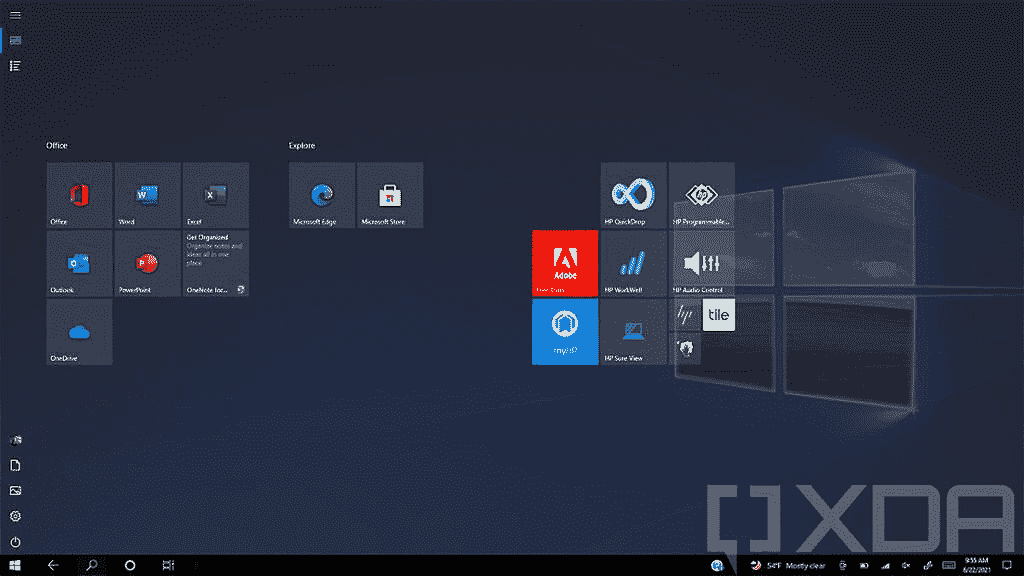 Office
Explore
Office
Word
Excel
Microsoft Edge
Microsoft Store
HP QuickDrop
HP Programmable...
Get Organized
Organize notes and
ideas all in one
place
Outlook
PowerPoint
OneNote for...
Adobe
HP WorkWell
HP Audio Control
OneDrive
myHP
HP Sure View
hp
tile
XDA
54°F Mostly clear
9:55 AM
6/22/2021